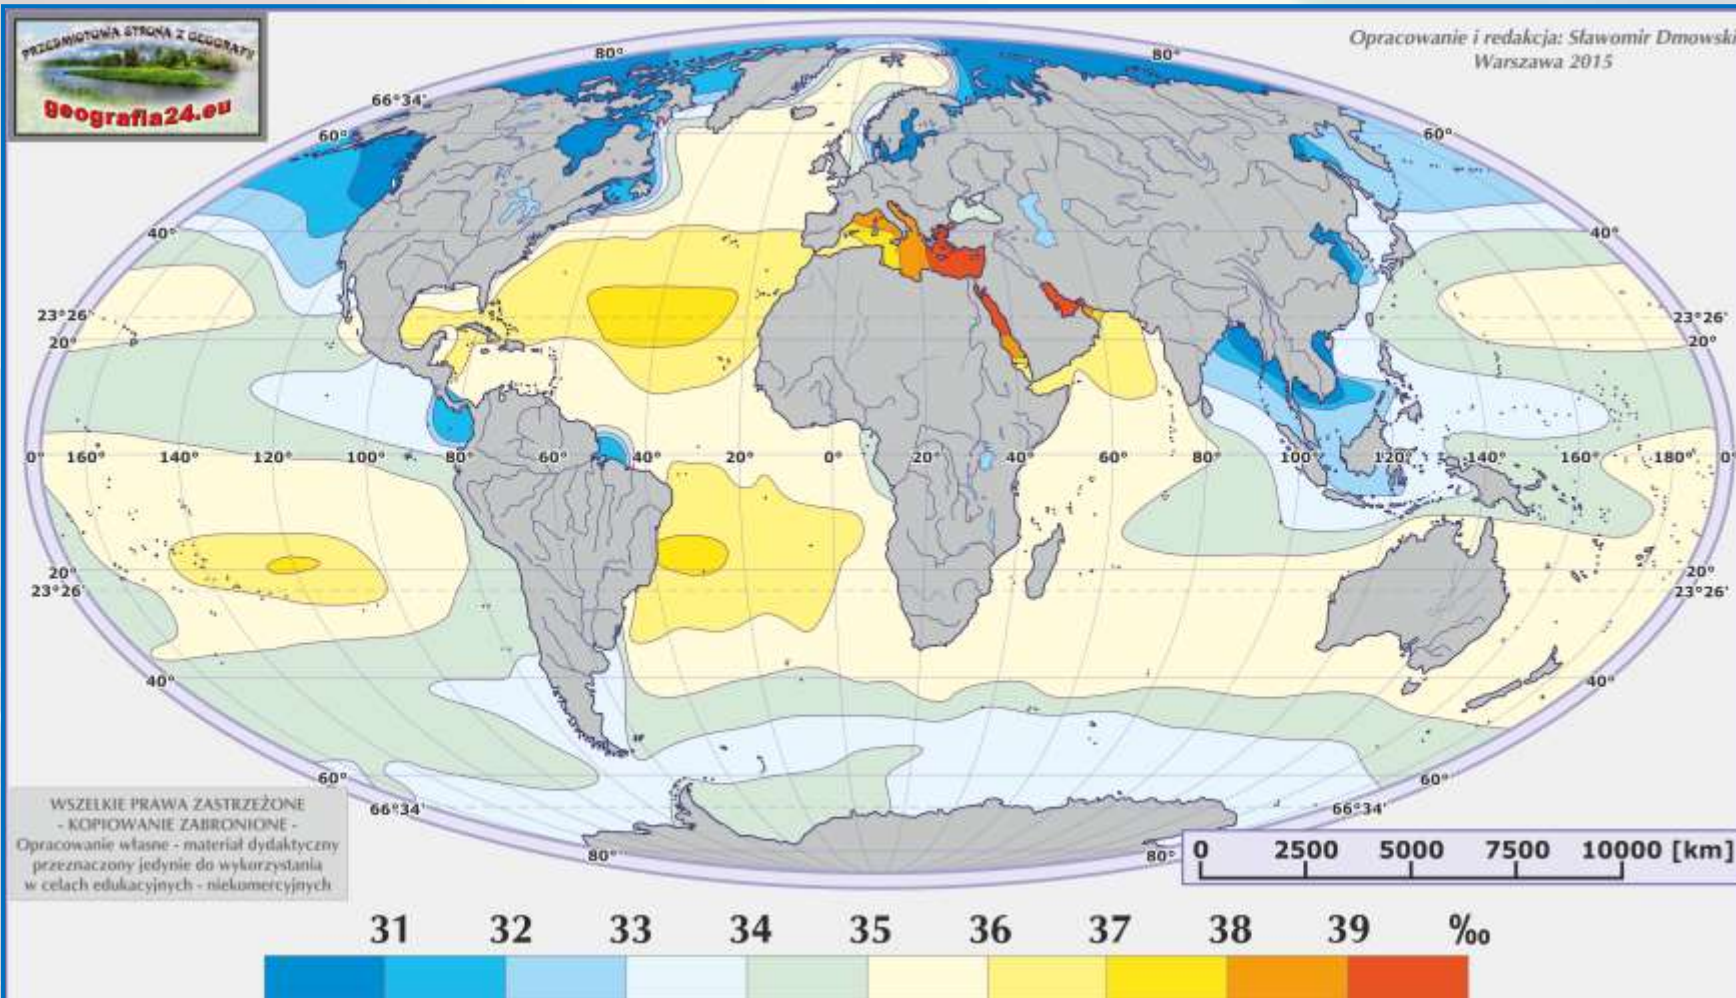 PRZEDMIOTOWA STRONA Z GEOGRAFII
geografia24.eu
Opracowanie i redakcja: Sławomir Dmowski
Warszawa 2015
80° 80°
66°34'
60° 60°
40° 40°
23°26' 23°26'
20° 20°
0° 160° 140° 120° 100° 80° 60° 40° 20° 0° 20° 40° 60° 80° 100° 120° 140° 160° 180° 0°
20° 20°
23°26' 23°26'
40° 40°
60° 60°
66°34' 66°34'
80° 80°
WSZELKIE PRAWA ZASTRZEŻONE
- KOPIOWANIE ZABRONIONE -
Opracowanie własne - materiał dydaktyczny
przeznaczony jedynie do wykorzystania
w celach edukacyjnych - niekomercyjnych
0 2500 5000 7500 10000 [km]
31 32 33 34 35 36 37 38 39 ‰